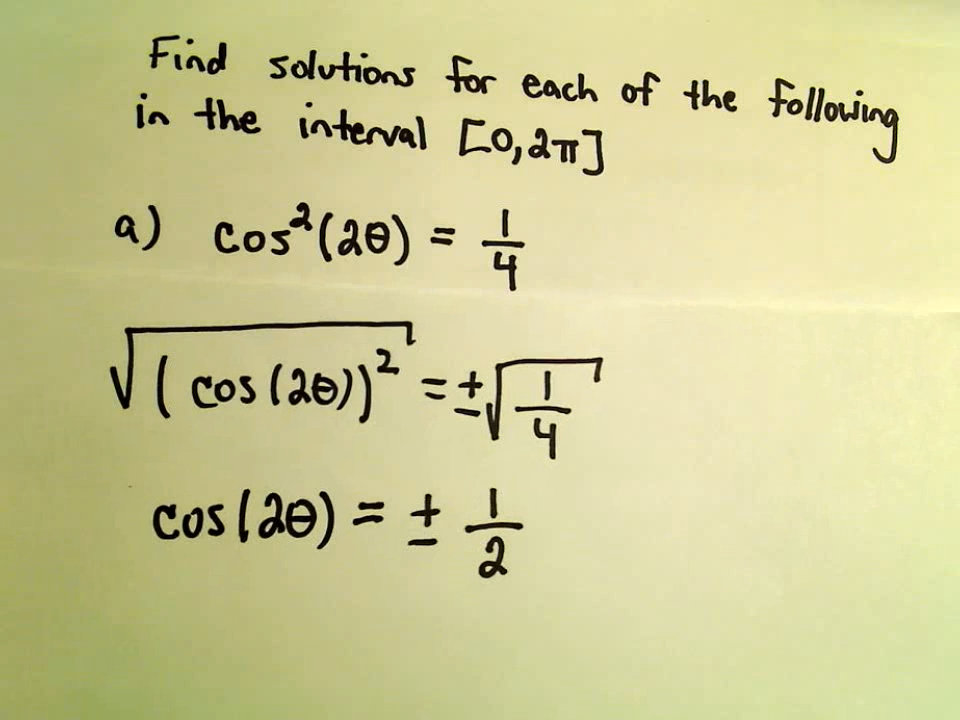 Find solutions for each of the following
in the interval [0,2π]
a) cos²(2θ) = 1/4
√(cos(2θ))² = ±√1/4
cos(2θ) = ± 1/2